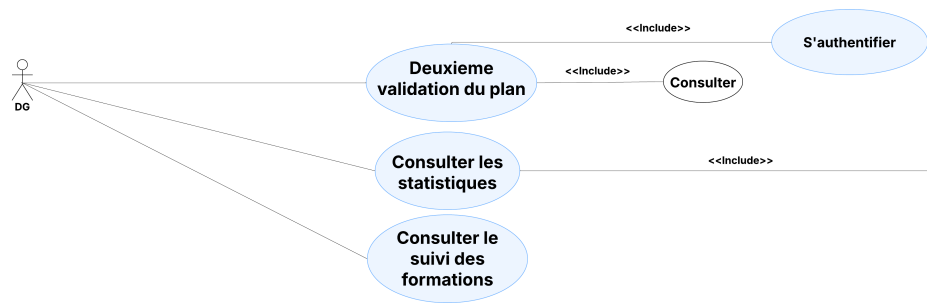 <<Include>>
S'authentifier
DG
Deuxieme
validation du plan
<<Include>>
Consulter
Consulter les
statistiques
<<Include>>
Consulter le
suivi des
formations